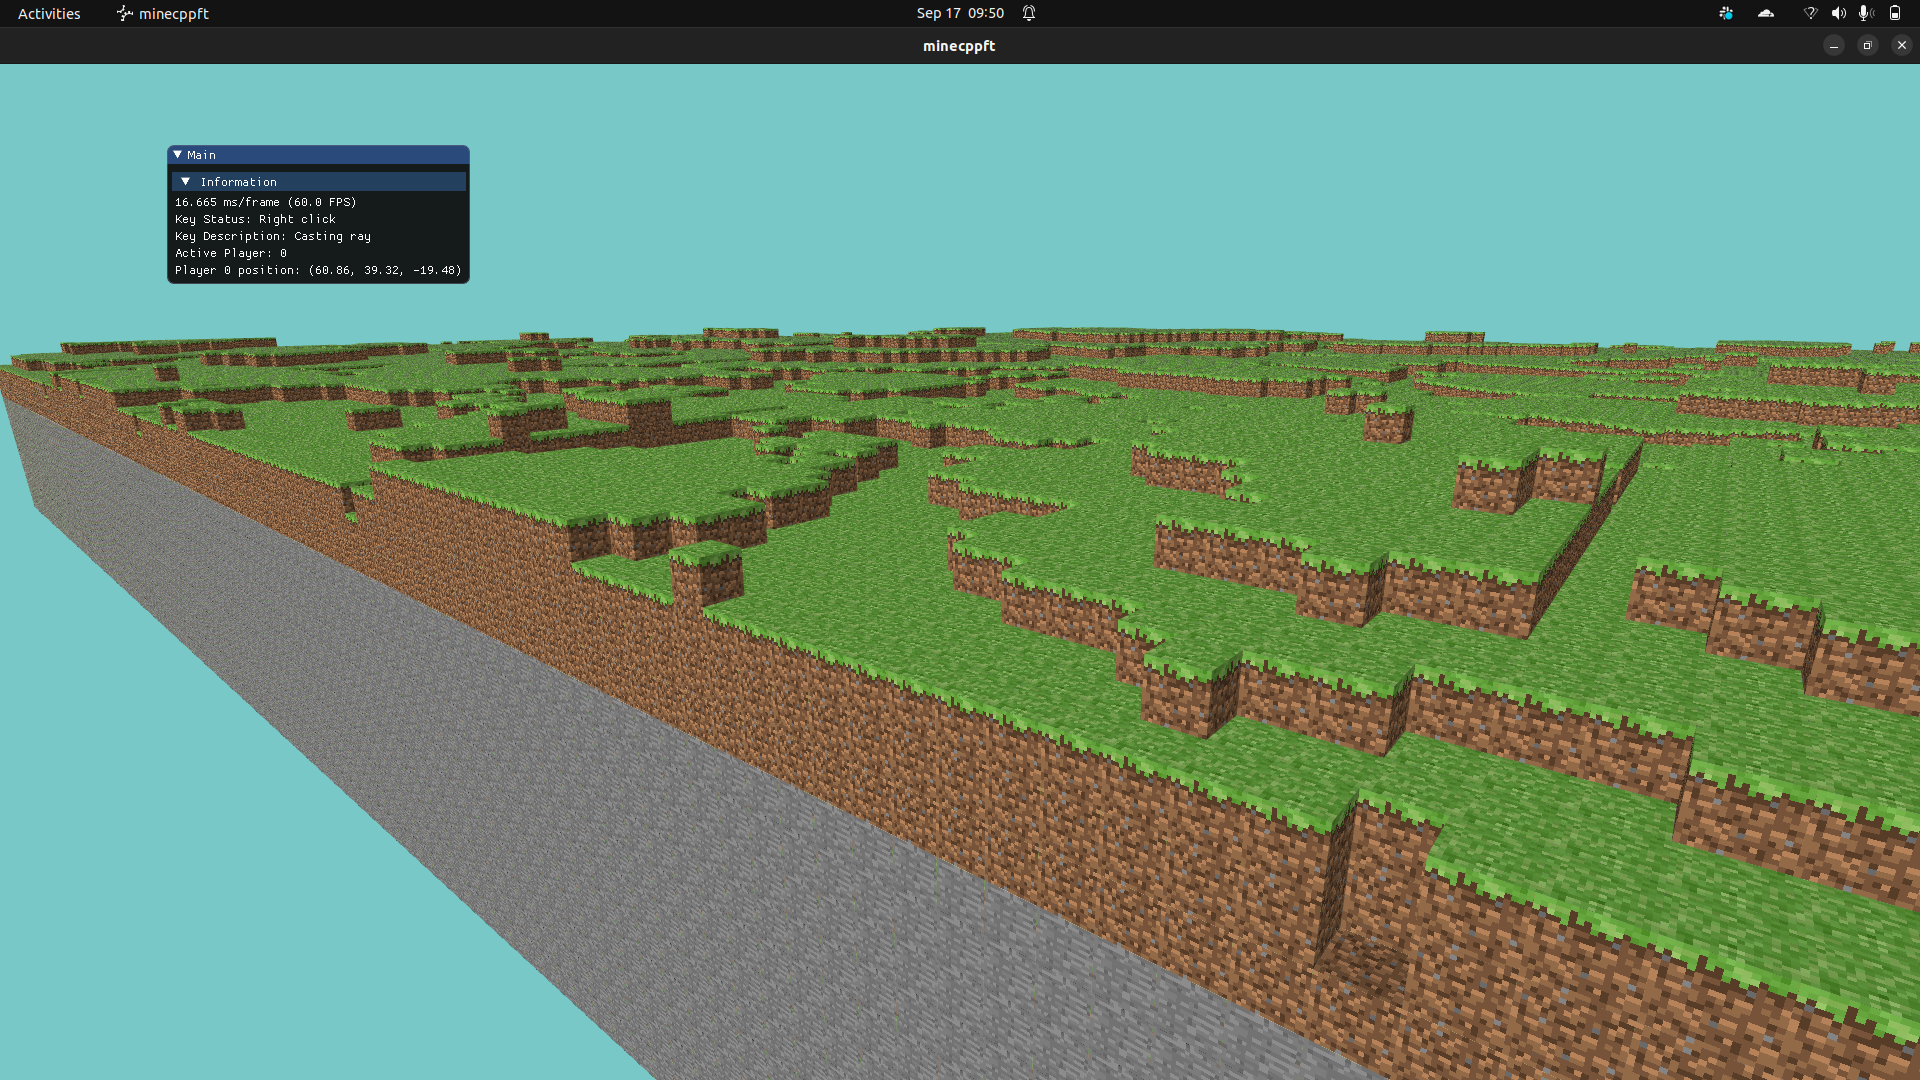 Activities
minecppft
Sep 17 09:50
minecppft
Main
Information
16.665 ms/frame (60.0 FPS)
Key Status: Right click
Key Description: Casting ray
Active Player: 0
Player 0 position: (60.86, 39.32, -19.48)